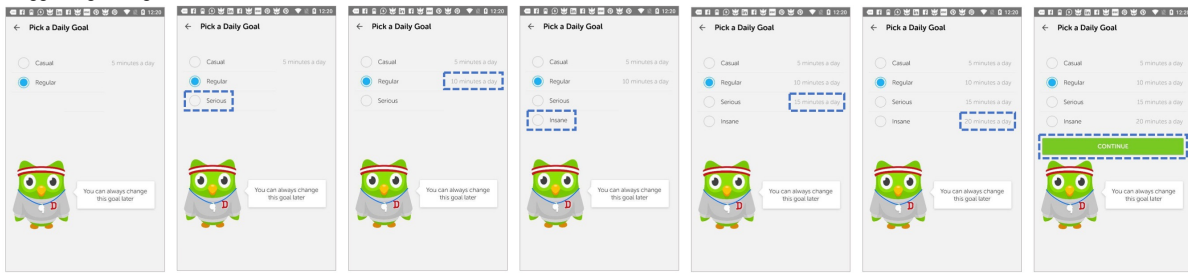 12:20
← Pick a Daily Goal
Casual 5 minutes a day
Regular
You can always change
this goal later
D
12:20
← Pick a Daily Goal
Casual 5 minutes a day
Regular
Serious
You can always change
this goal later
D
12:20
← Pick a Daily Goal
Casual 5 minutes a day
Regular 10 minutes a day
Serious
You can always change
this goal later
D
12:20
← Pick a Daily Goal
Casual 5 minutes a day
Regular 10 minutes a day
Serious
Insane
You can always change
this goal later
D
12:20
← Pick a Daily Goal
Casual 5 minutes a day
Regular 10 minutes a day
Serious 15 minutes a day
Insane
You can always change
this goal later
D
12:20
← Pick a Daily Goal
Casual 5 minutes a day
Regular 10 minutes a day
Serious 15 minutes a day
Insane 20 minutes a day
You can always change
this goal later
D
12:20
← Pick a Daily Goal
Casual 5 minutes a day
Regular 10 minutes a day
Serious 15 minutes a day
Insane 20 minutes a day
CONTINUE
You can always change
this goal later
D